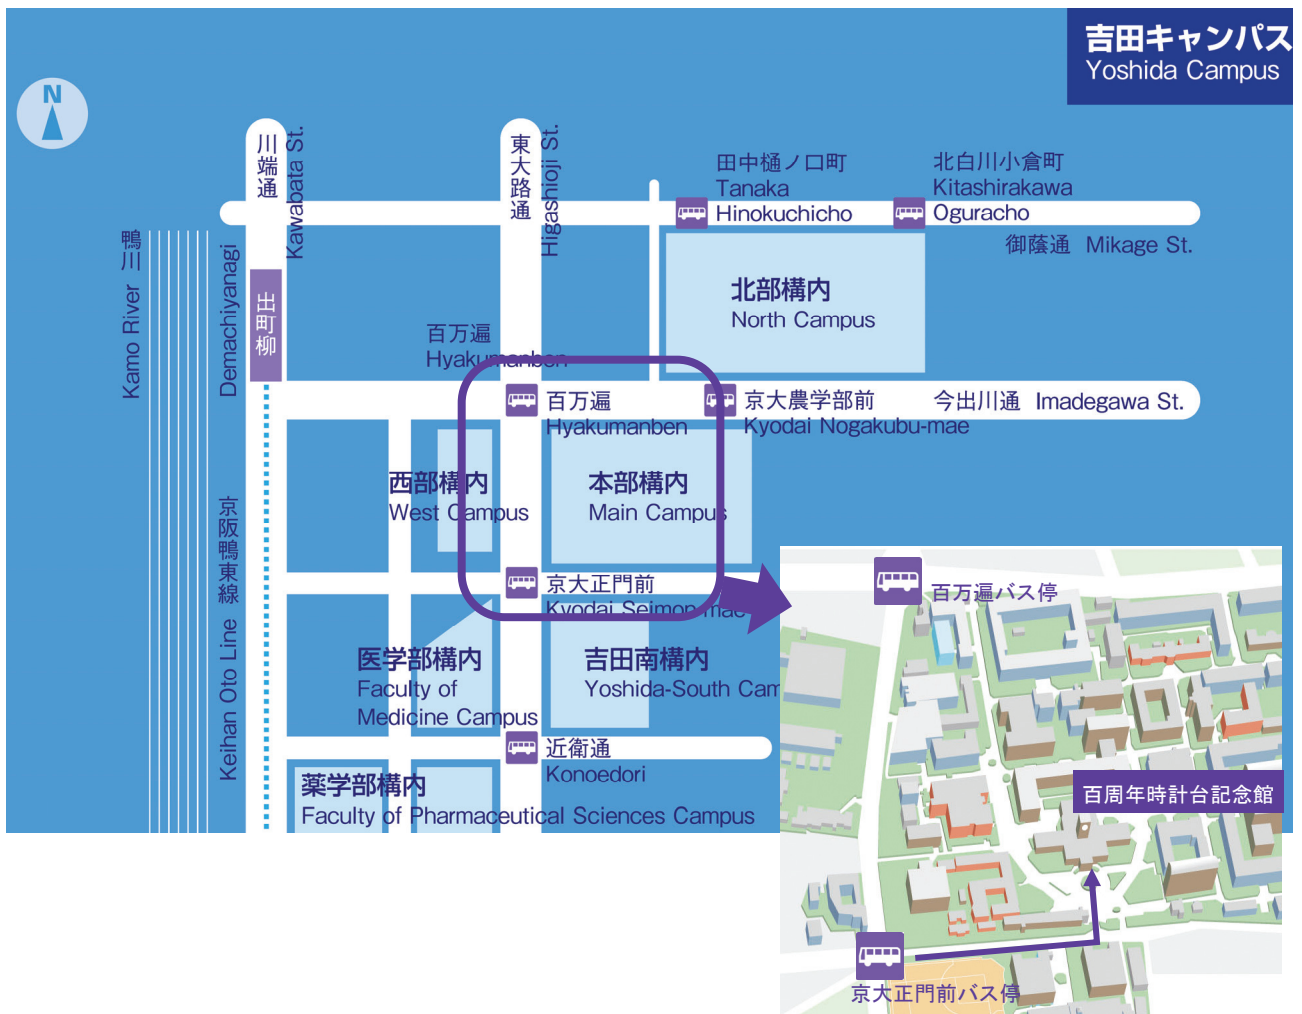 吉田キャンパス
Yoshida Campus
N
川端通
Kawabata St.
東大路通
Higashioji St.
田中樋ノ口町
Tanaka
Hinokuchicho
北白川小倉町
Kitashirakawa
Oguracho
御蔭通 Mikage St.
鴨川
Kamo River
Demachiyanagi
出町柳
北部構内
North Campus
百万遍
Hyakumanben
百万遍
Hyakumanben
京大農学部前
Kyodai Nogakubu-mae
今出川通 Imadegawa St.
西部構内
West Campus
本部構内
Main Campus
京阪鴨東線
Keihan Oto Line
京大正門前
Kyodai Seimon-mae
医学部構内
Faculty of
Medicine Campus
吉田南構内
Yoshida-South Cam
近衛通
Konoedori
薬学部構内
Faculty of Pharmaceutical Sciences Campus
百万遍バス停
百周年時計台記念館
京大正門前バス停